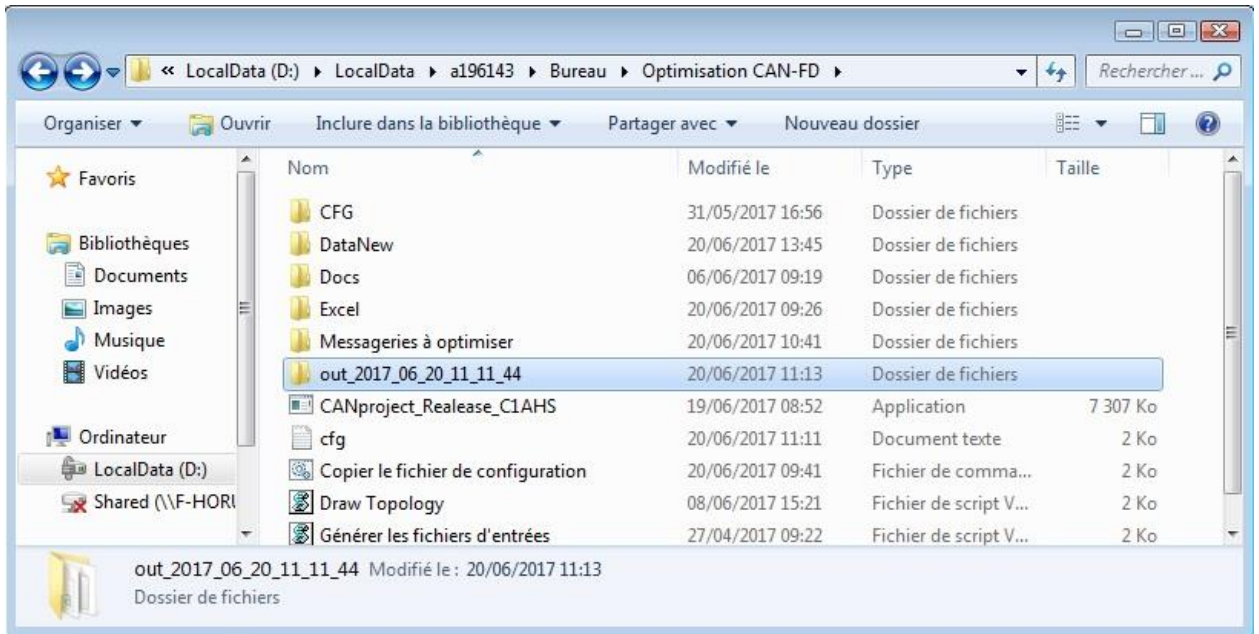 « LocalData (D:) ▸ LocalData ▸ a196143 ▸ Bureau ▸ Optimisation CAN-FD ▸ Rechercher ...
Organiser Ouvrir Inclure dans la bibliothèque Partager avec Nouveau dossier
Favoris
Bibliothèques
Documents
Images
Musique
Vidéos
Ordinateur
LocalData (D:)
Shared (\\F-HORU
Nom Modifié le Type Taille
CFG 31/05/2017 16:56 Dossier de fichiers
DataNew 20/06/2017 13:45 Dossier de fichiers
Docs 06/06/2017 09:19 Dossier de fichiers
Excel 20/06/2017 09:26 Dossier de fichiers
Messageries à optimiser 20/06/2017 10:41 Dossier de fichiers
out_2017_06_20_11_11_44 20/06/2017 11:13 Dossier de fichiers
CANproject_Realease_C1AHS 19/06/2017 08:52 Application 7 307 Ko
cfg 20/06/2017 11:11 Document texte 2 Ko
Copier le fichier de configuration 20/06/2017 09:41 Fichier de comma... 2 Ko
Draw Topology 08/06/2017 15:21 Fichier de script V... 2 Ko
Générer les fichiers d'entrées 27/04/2017 09:22 Fichier de script V... 2 Ko
out_2017_06_20_11_11_44 Modifié le : 20/06/2017 11:13
Dossier de fichiers